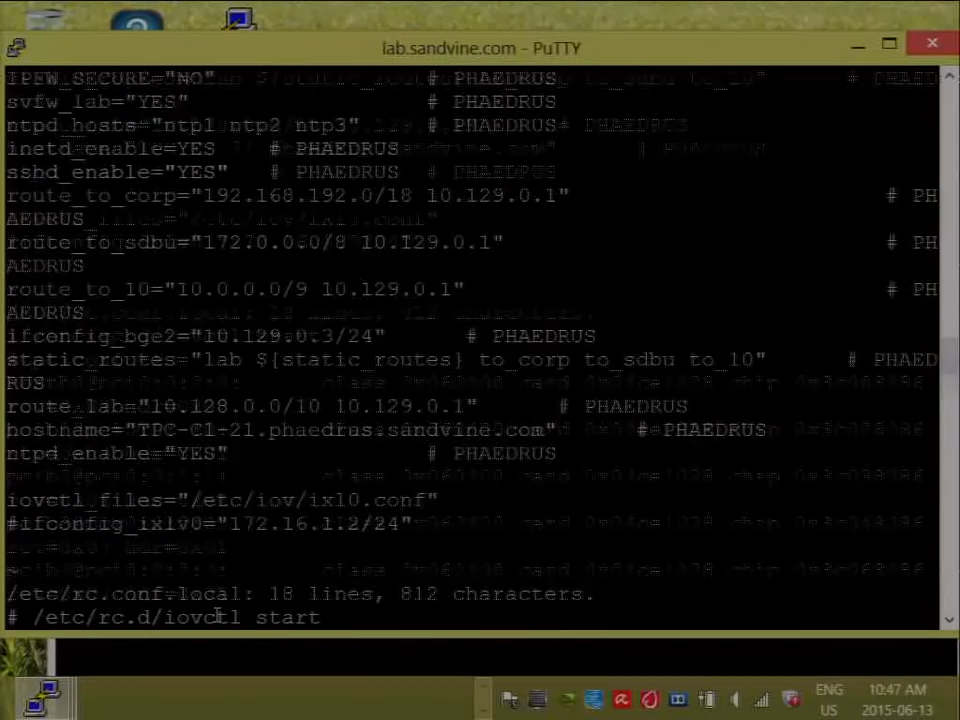 lab.sandvine.com - PuTTY
IPFW_SECURE="NO" # PHAEDRUS
svfw_lab="YES" # PHAEDRUS
ntpd_hosts="ntp1 ntp2 ntp3" # PHAEDRUS
inetd_enable=YES # PHAEDRUS
sshd_enable="YES" # PHAEDRUS
route_to_corp="192.168.192.0/18 10.129.0.1" # PH
AEDRUS
route_to_sdbu="172.0.0.0/8 10.129.0.1" # PH
AEDRUS
route_to_10="10.0.0.0/9 10.129.0.1" # PH
AEDRUS
ifconfig_bge2="10.129.0.3/24" # PHAEDRUS
static_routes="lab ${static_routes} to_corp to_sdbu to_10" # PHAED
RUS
route_lab="10.128.0.0/10 10.129.0.1" # PHAEDRUS
hostname="TPC-C1-21.phaedrus.sandvine.com" # PHAEDRUS
ntpd_enable="YES" # PHAEDRUS
iovctl_files="/etc/iov/ixl0.conf"
#ifconfig_ixlv0="172.16.1.2/24"
/etc/rc.conf.local: 18 lines, 812 characters.
# /etc/rc.d/iovctl start
ENG 10:47 AM
US 2015-06-13